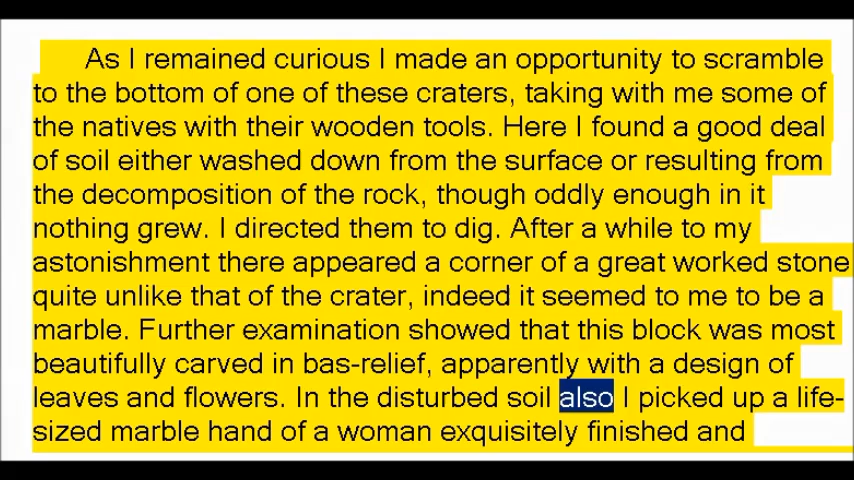 As I remained curious I made an opportunity to scramble
to the bottom of one of these craters, taking with me some of
the natives with their wooden tools. Here I found a good deal
of soil either washed down from the surface or resulting from
the decomposition of the rock, though oddly enough in it
nothing grew. I directed them to dig. After a while to my
astonishment there appeared a corner of a great worked stone
quite unlike that of the crater, indeed it seemed to me to be a
marble. Further examination showed that this block was most
beautifully carved in bas-relief, apparently with a design of
leaves and flowers. In the disturbed soil also I picked up a life-
sized marble hand of a woman exquisitely finished and